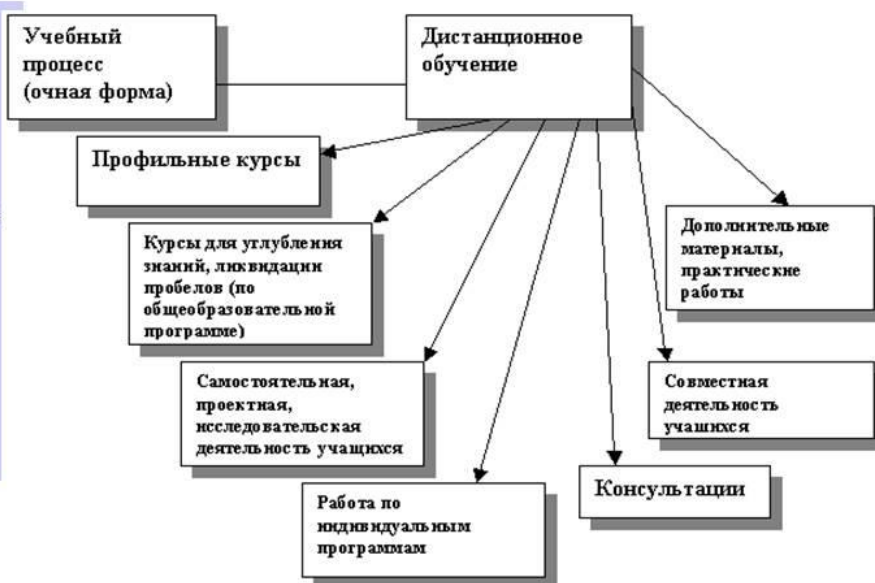 Учебный
процесс
(очная форма)
Дистанционное
обучение
Профильные курсы
Курсы для углубления
знаний, ликвидации
пробелов (по
общеобразовательной
программе)
Самостоятельная,
проектная,
исследовательская
деятельность учащихся
Работа по
индивидуальным
программам
Консультации
Совместная
деятельность
учашихся
Дополнительные
материалы,
практические
работы